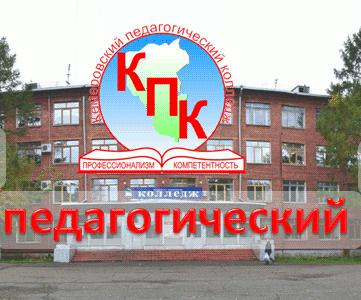 Кемеровский педагогический колледж
КПК
ПРОФЕССИОНАЛИЗМ КОМПЕТЕНТНОСТЬ
колледж
педагогический